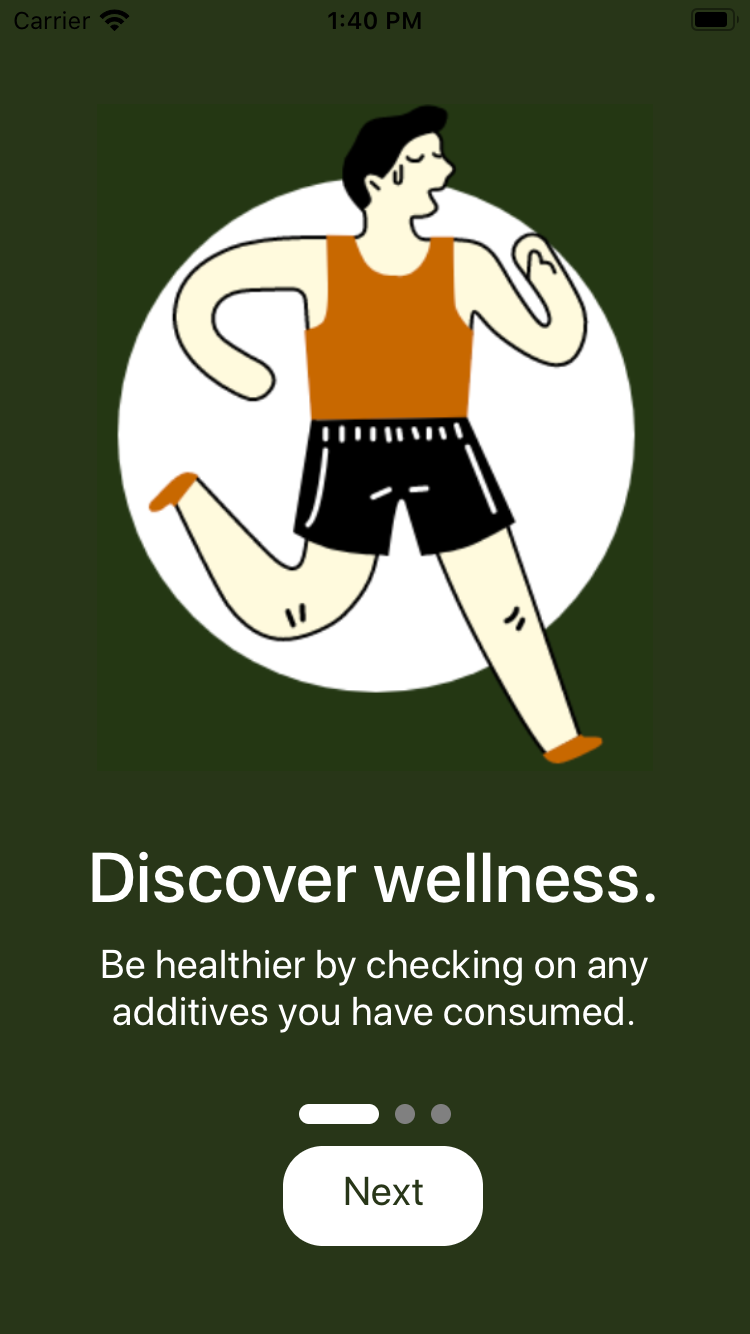 Carrier 1:40 PM
Discover wellness.
Be healthier by checking on any
additives you have consumed.
Next